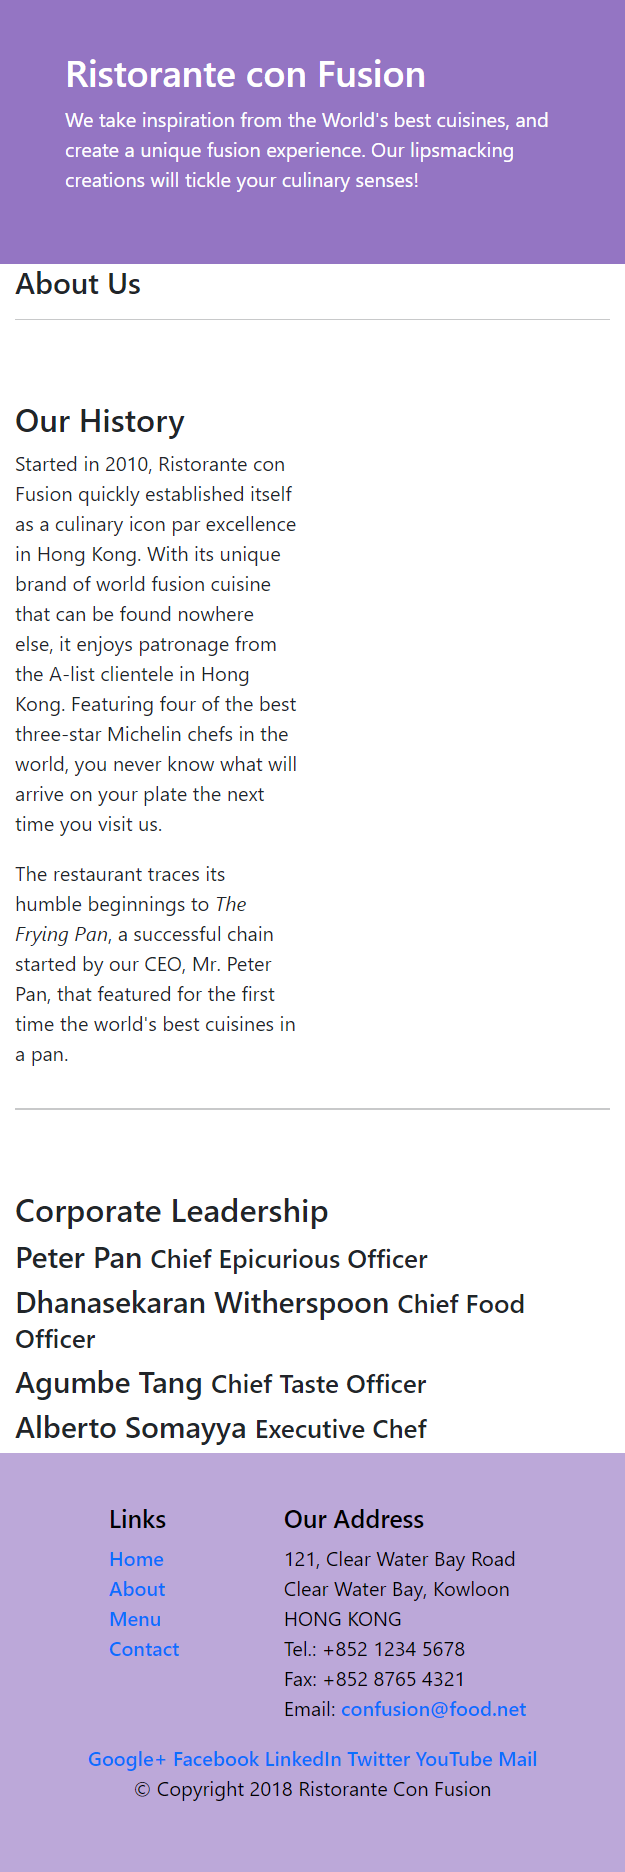 Ristorante con Fusion
We take inspiration from the World's best cuisines, and
create a unique fusion experience. Our lipsmacking
creations will tickle your culinary senses!
About Us
Our History
Started in 2010, Ristorante con
Fusion quickly established itself
as a culinary icon par excellence
in Hong Kong. With its unique
brand of world fusion cuisine
that can be found nowhere
else, it enjoys patronage from
the A-list clientele in Hong
Kong. Featuring four of the best
three-star Michelin chefs in the
world, you never know what will
arrive on your plate the next
time you visit us.
The restaurant traces its
humble beginnings to The
Frying Pan, a successful chain
started by our CEO, Mr. Peter
Pan, that featured for the first
time the world's best cuisines in
a pan.
Corporate Leadership
Peter Pan Chief Epicurious Officer
Dhanasekaran Witherspoon Chief Food
Officer
Agumbe Tang Chief Taste Officer
Alberto Somayya Executive Chef
Links
Home
About
Menu
Contact
Our Address
121, Clear Water Bay Road
Clear Water Bay, Kowloon
HONG KONG
Tel.: +852 1234 5678
Fax: +852 8765 4321
Email: confusion@food.net
Google+ Facebook LinkedIn Twitter YouTube Mail
© Copyright 2018 Ristorante Con Fusion